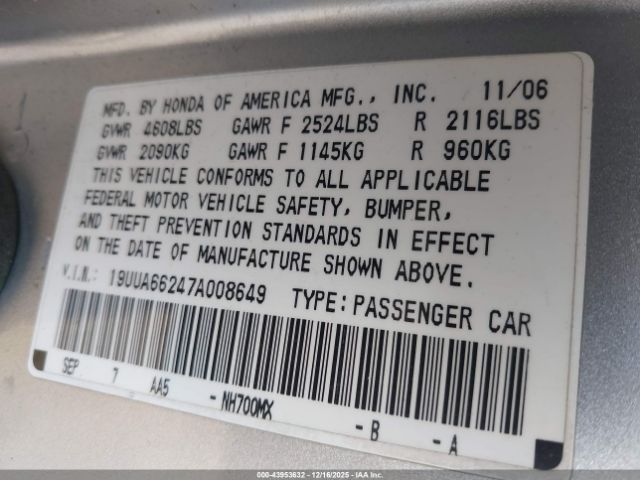 MFD. BY HONDA OF AMERICA MFG., INC. 11/06
GVWR 4608LBS GAWR F 2524LBS R 2116LBS
GVWR 2090KG GAWR F 1145KG R 960KG
THIS VEHICLE CONFORMS TO ALL APPLICABLE
FEDERAL MOTOR VEHICLE SAFETY, BUMPER,
AND THEFT PREVENTION STANDARDS IN EFFECT
ON THE DATE OF MANUFACTURE SHOWN ABOVE.
V.I.N.: 19UUA66247A008649 TYPE: PASSENGER CAR
SEP 7 AA5 -NH700MX -B -A
000-43953632 - 12/16/2025 - IAA